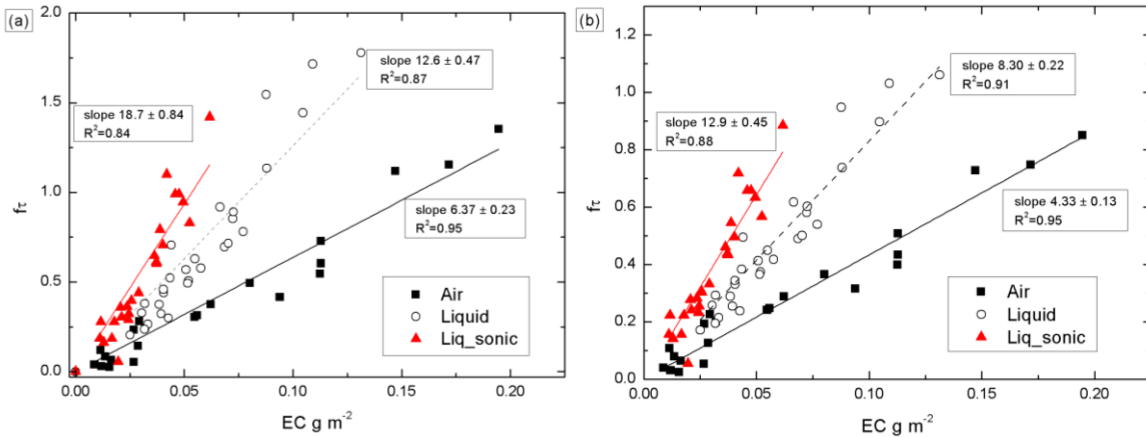 (a)
2.0
1.5
1.0
0.5
0.0
fτ
slope 12.6 ± 0.47
R²=0.87
slope 18.7 ± 0.84
R²=0.84
slope 6.37 ± 0.23
R²=0.95
Air
Liquid
Liq_sonic
0.00 0.05 0.10 0.15 0.20
EC g m⁻²
(b)
1.2
1.0
0.8
0.6
0.4
0.2
0.0
fτ
slope 8.30 ± 0.22
R²=0.91
slope 12.9 ± 0.45
R²=0.88
slope 4.33 ± 0.13
R²=0.95
Air
Liquid
Liq_sonic
0.00 0.05 0.10 0.15 0.20
EC g m⁻²